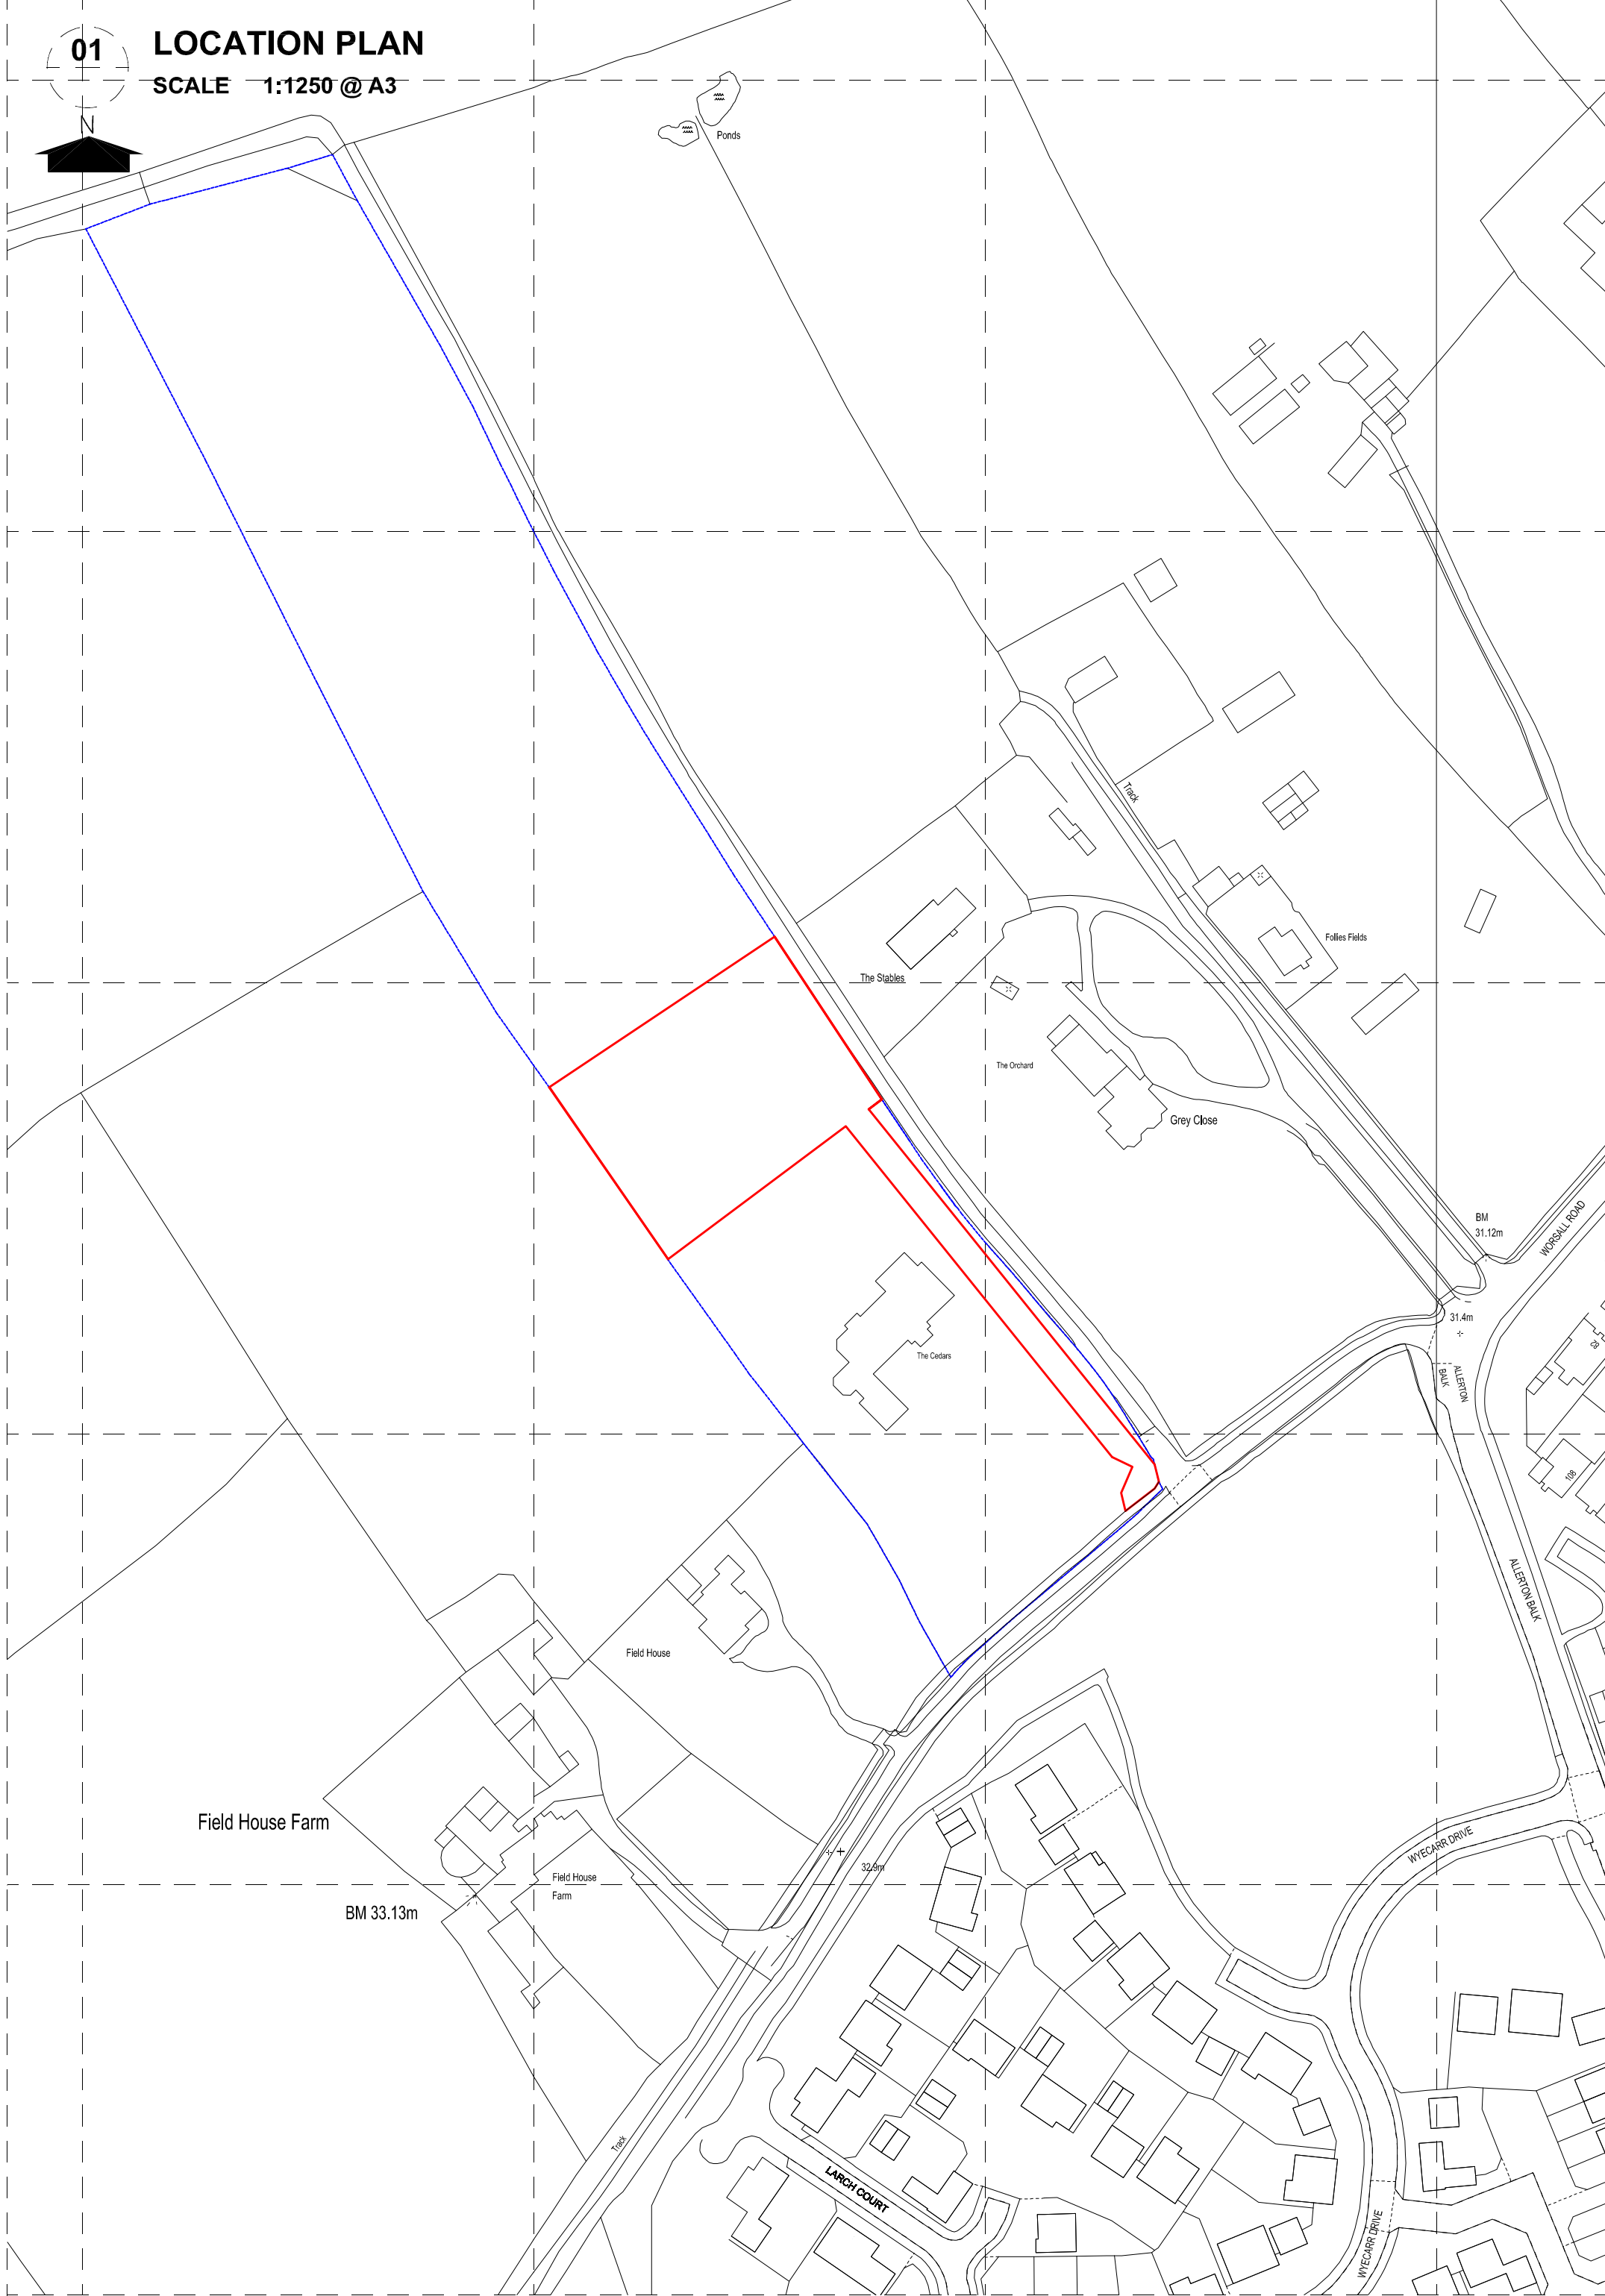 01
LOCATION PLAN
SCALE 1:1250 @ A3
N
Ponds
Track
Follies Fields
The Stables
The Orchard
Grey Close
BM
31.12m
WORSALL ROAD
31.4m
ALLERTON
BALK
63
The Cedars
108
ALLERTON BALK
Field House
Field House Farm
WYECARR DRIVE
32.9m
Field House
Farm
BM 33.13m
Track
LARCH COURT
WYECARR DRIVE